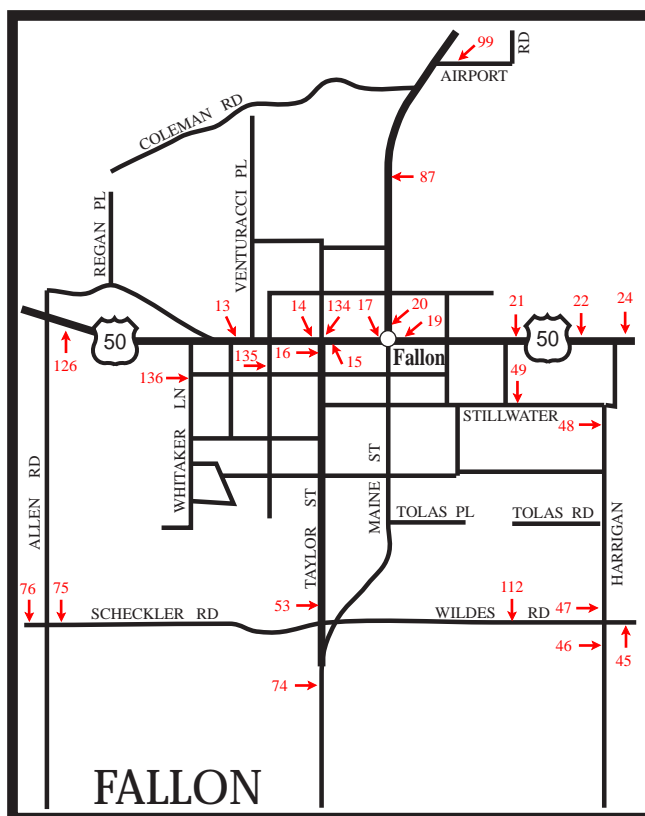 99
RD
AIRPORT
COLEMAN RD
87
VENTURACCI PL
REGAN PL
13
14
134
17
20
19
21
22
24
50
50
126
136
135
16
15
Fallon
49
STILLWATER
48
WHITAKER LN
ALLEN RD
TAYLOR ST
MAINE ST
TOLAS PL
TOLAS RD
HARRIGAN
76
75
SCHECKLER RD
53
112
WILDES RD
47
46
45
74
FALLON